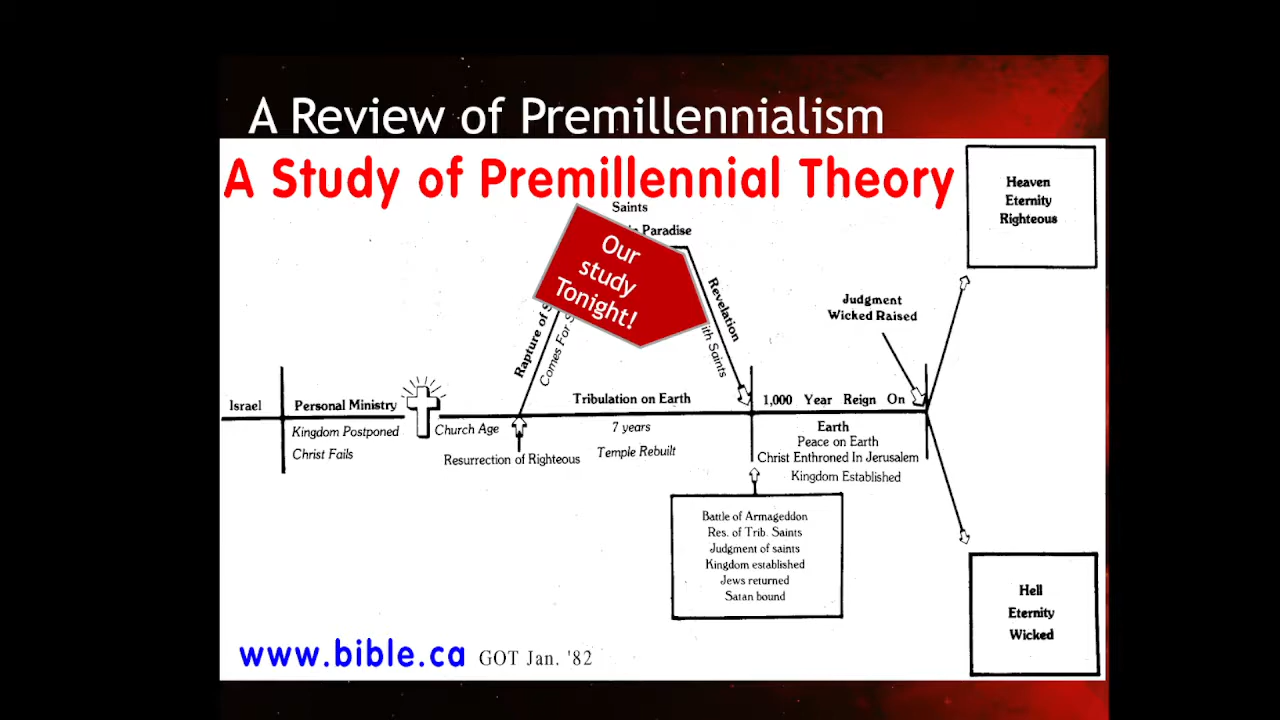 A Review of Premillennialism
A Study of Premillennial Theory
Heaven
Eternity
Righteous
Saints
Paradise
Our
study
Tonight!
Rapture of
Comes For
Revelation
Saints
Judgment
Wicked Raised
Israel
Personal Ministry
Kingdom Postponed
Christ Fails
Church Age
Resurrection of Righteous
Tribulation on Earth
7 years
Temple Rebuilt
1,000 Year Reign On
Earth
Peace on Earth
Christ Enthroned In Jerusalem
Kingdom Established
Battle of Armageddon
Res. of Trib. Saints
Judgment of saints
Kingdom established
Jews returned
Satan bound
Hell
Eternity
Wicked
www.bible.ca GOT Jan. '82